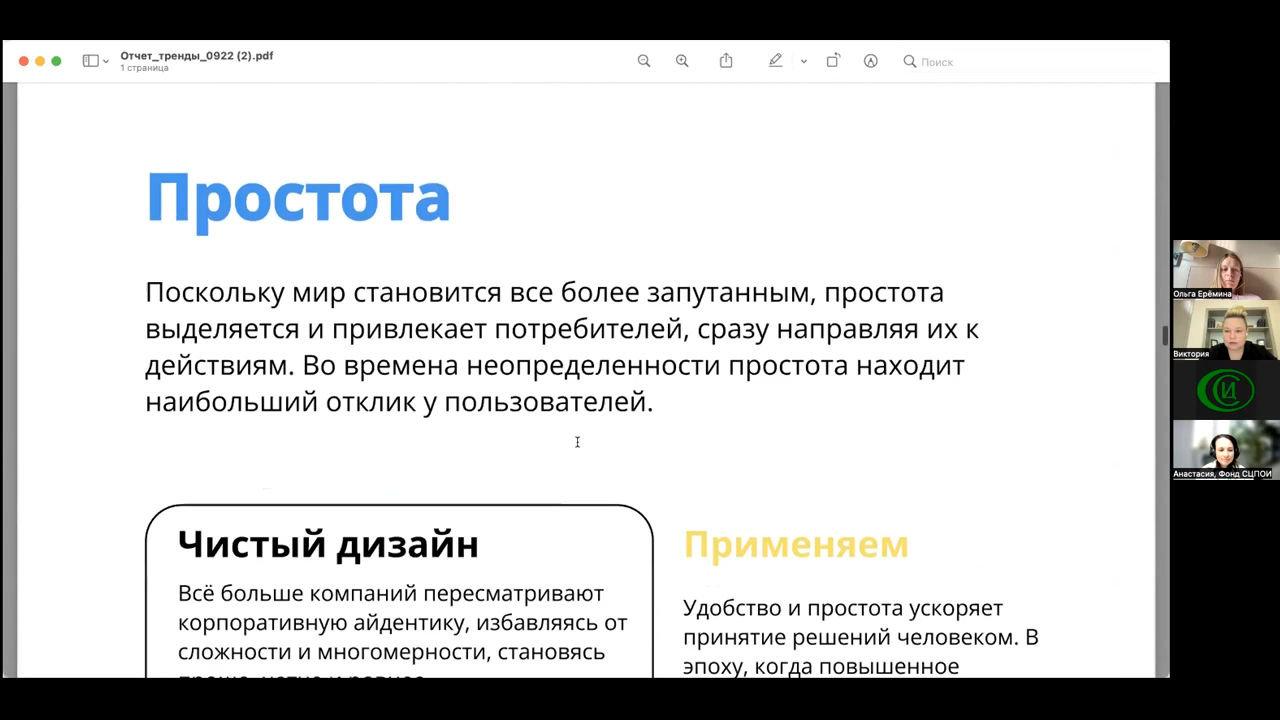 Отчет_тренды_0922 (2).pdf
1 страница
Поиск
Простота
Поскольку мир становится все более запутанным, простота
выделяется и привлекает потребителей, сразу направляя их к
действиям. Во времена неопределенности простота находит
наибольший отклик у пользователей.
Чистый дизайн
Всё больше компаний пересматривают
корпоративную айдентику, избавляясь от
сложности и многомерности, становясь
Применяем
Удобство и простота ускоряет
принятие решений человеком. В
эпоху, когда повышенное
Ольга Ерёмина
Виктория
СЦИ
Анастасия, Фонд СЦПОИ